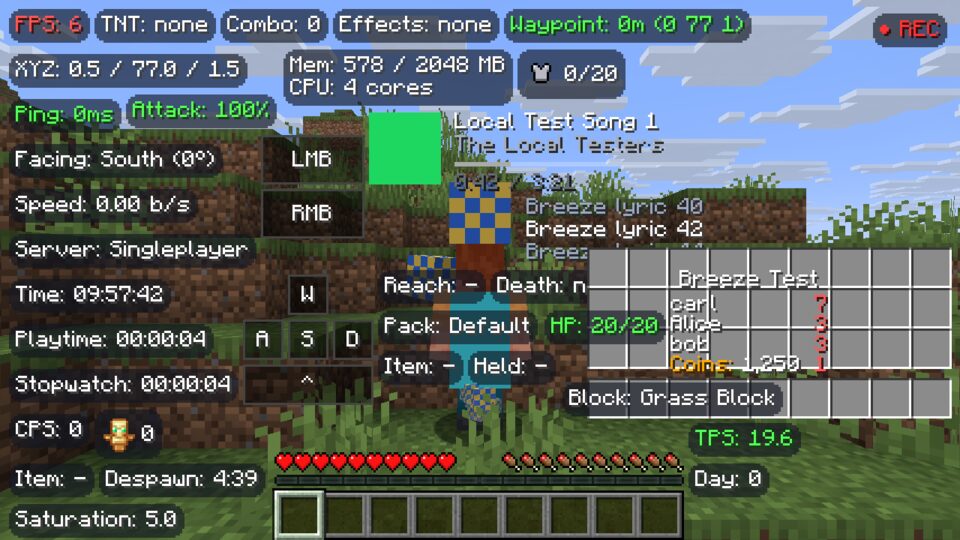 FPS: 6 TNT: none Combo: 0 Effects: none Waypoint: 0m (0 77 1) REC
XYZ: 0.5 / 77.0 / 1.5
Mem: 578 / 2048 MB
CPU: 4 cores
0/20
Ping: 0ms Attack: 100%
Local Test Song 1
The Local Testers
0:42 / 3:21
Facing: South (0°)
LMB
Speed: 0.00 b/s
RMB
Breeze lyric 40
Breeze lyric 42
Breeze lyric 44
Server: Singleplayer
Breeze Test
Reach: - Death: n
Time: 09:57:42
W
carl 7
Alice 3
bob 3
Coins: 1,250 1
Pack: Default HP: 20/20
Playtime: 00:00:04
A S D
Item: - Held: -
Stopwatch: 00:00:04
^
Block: Grass Block
CPS: 0
0
TPS: 19.6
Item: - Despawn: 4:39
Day: 0
Saturation: 5.0